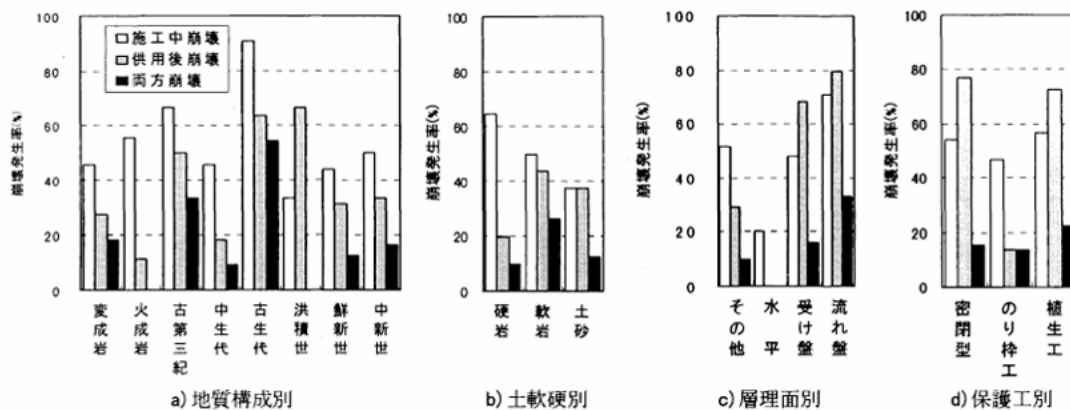 施工中崩壊
供用後崩壊
両方崩壊
崩壊発生率(%)
100
80
60
40
20
0
変成岩
火成岩
古第三紀
中生代
古生代
洪積世
鮮新世
中新世
a) 地質構成別
崩壊発生率(%)
100
80
60
40
20
0
硬岩
軟岩
土砂
b) 土軟硬別
崩壊発生率(%)
100
80
60
40
20
0
その他
水平
受け盤
流れ盤
c) 層理面別
崩壊発生率(%)
100
80
60
40
20
0
密閉型
のり枠工
植生工
d) 保護工別